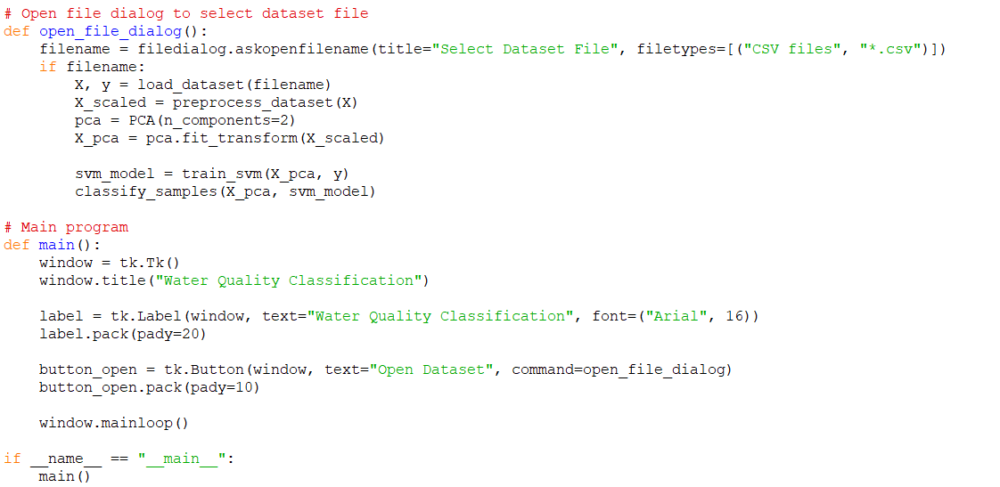 # Open file dialog to select dataset file
def open_file_dialog():
    filename = filedialog.askopenfilename(title="Select Dataset File", filetypes=[("CSV files", "*.csv")])
    if filename:
        X, y = load_dataset(filename)
        X_scaled = preprocess_dataset(X)
        pca = PCA(n_components=2)
        X_pca = pca.fit_transform(X_scaled)

        svm_model = train_svm(X_pca, y)
        classify_samples(X_pca, svm_model)

# Main program
def main():
    window = tk.Tk()
    window.title("Water Quality Classification")

    label = tk.Label(window, text="Water Quality Classification", font=("Arial", 16))
    label.pack(pady=20)

    button_open = tk.Button(window, text="Open Dataset", command=open_file_dialog)
    button_open.pack(pady=10)

    window.mainloop()

if __name__ == "__main__":
    main()